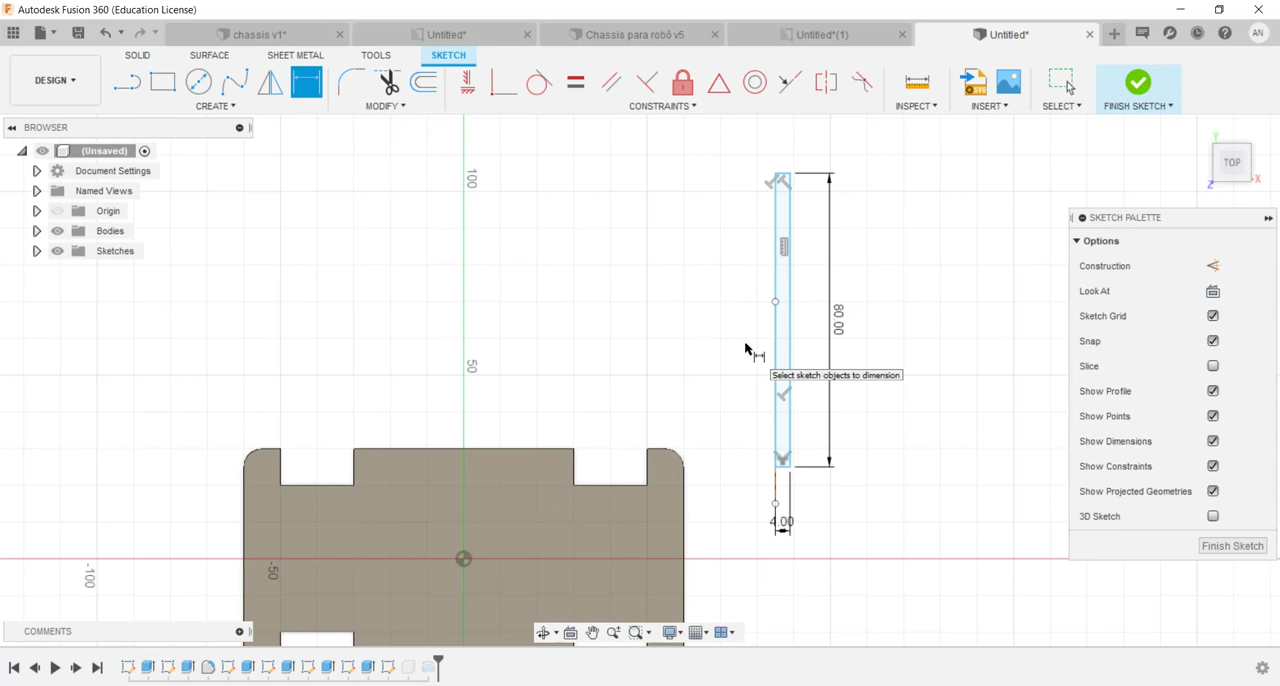 Autodesk Fusion 360 (Education License)
chassis v1*
Untitled*
Chassis para robô v5
Untitled*(1)
Untitled*
AN
SOLID
SURFACE
SHEET METAL
TOOLS
SKETCH
DESIGN
CREATE
MODIFY
CONSTRAINTS
INSPECT
INSERT
SELECT
FINISH SKETCH
BROWSER
(Unsaved)
Document Settings
Named Views
Origin
Bodies
Sketches
100
50
-50
-100
80.00
4.00
Select sketch objects to dimension
Y
TOP
Z
X
SKETCH PALETTE
Options
Construction
Look At
Sketch Grid
Snap
Slice
Show Profile
Show Points
Show Dimensions
Show Constraints
Show Projected Geometries
3D Sketch
Finish Sketch
COMMENTS